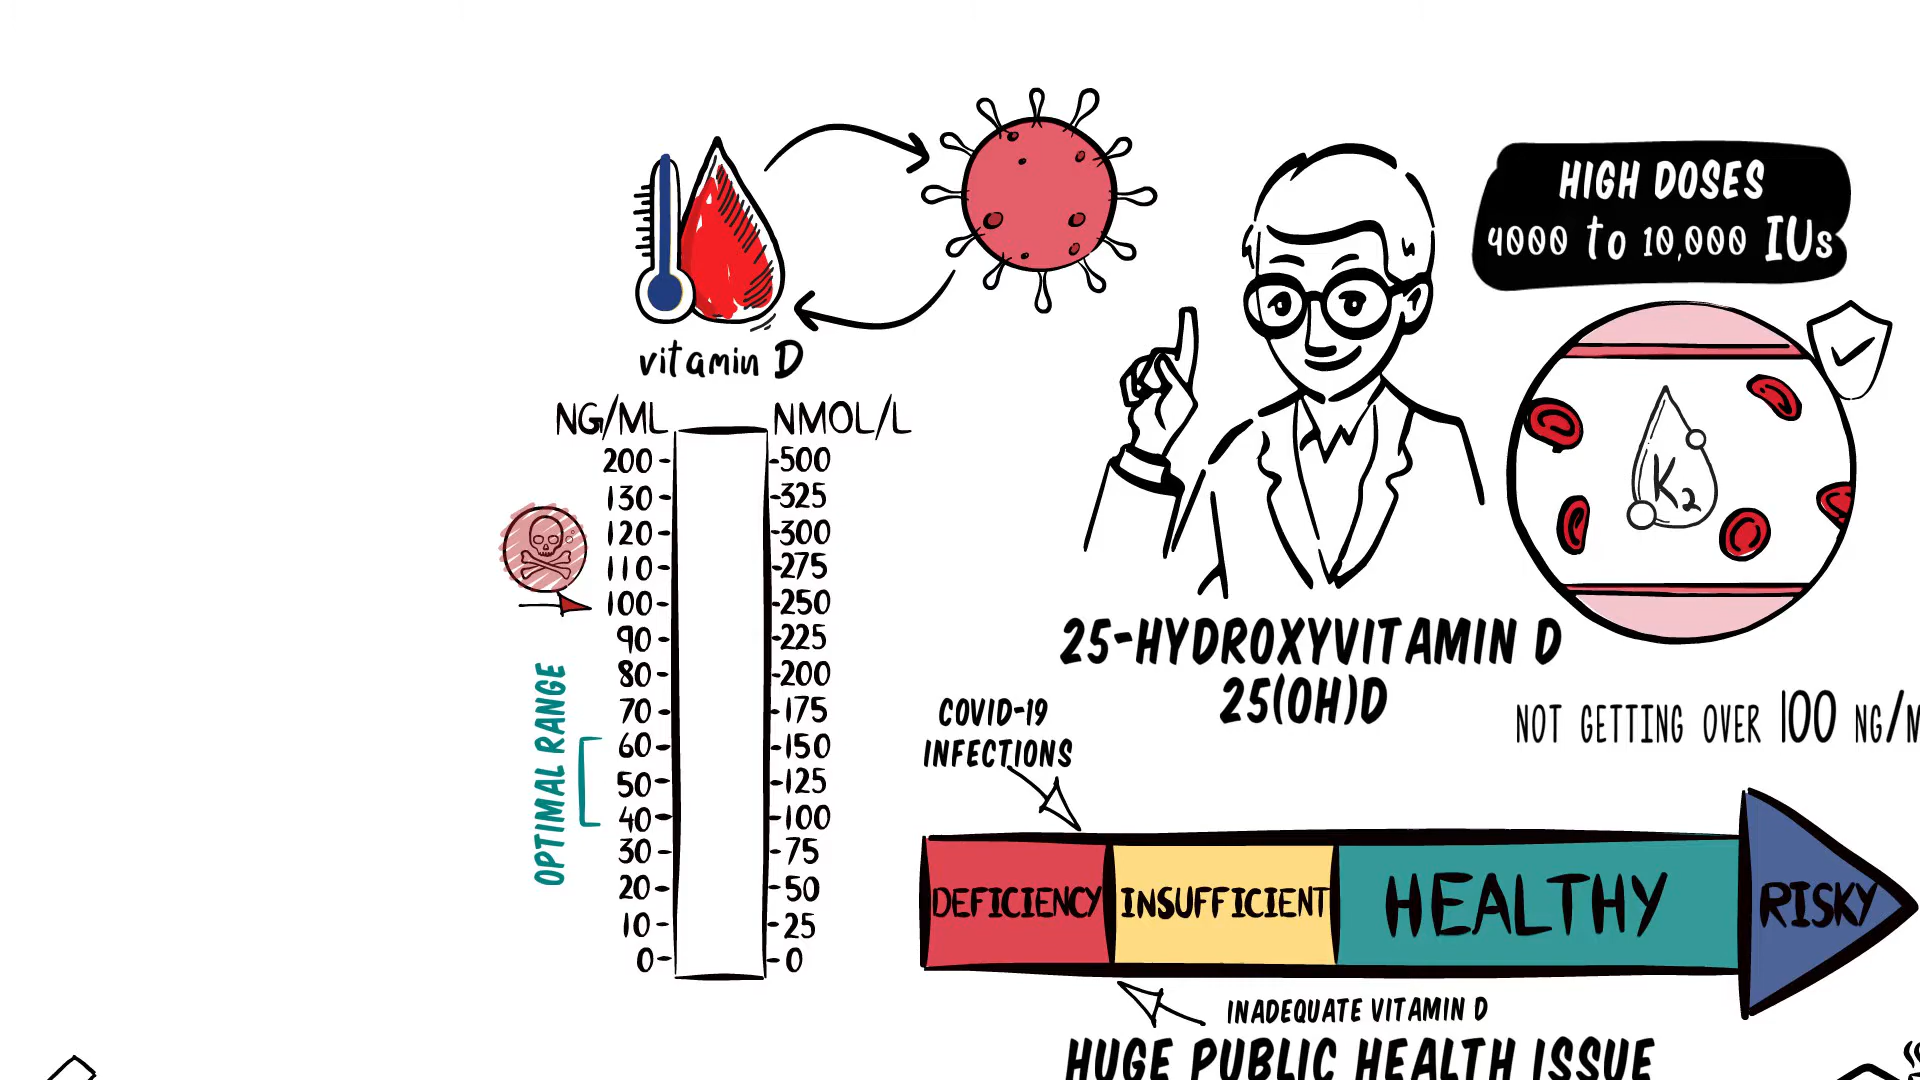 HIGH DOSES
4000 to 10,000 IUs
vitamin D
NG/ML NMOL/L
200 500
130 325
120 300
110 275
100 250
90 225
80 200
70 175
60 150
50 125
40 100
30 75
20 50
10 25
0 0
OPTIMAL RANGE
K2
25-HYDROXYVITAMIN D
25(OH)D
NOT GETTING OVER 100 NG/M
COVID-19
INFECTIONS
DEFICIENCY INSUFFICIENT HEALTHY RISKY
INADEQUATE VITAMIN D
HUGE PUBLIC HEALTH ISSUE